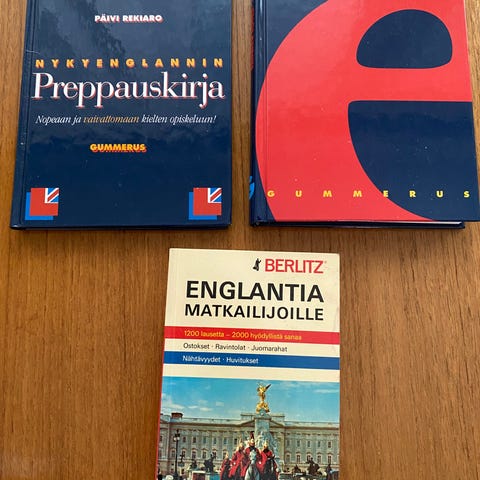 PÄIVI REKIARO
NYKYENGLANNIN
Preppauskirja
Nopeaan ja vaivattomaan kielten opiskeluun!
GUMMERUS
e
GUMMERUS
BERLITZ®
ENGLANTIA
MATKAILIJOILLE
1200 lausetta – 2000 hyödyllistä sanaa
Ostokset · Ravintolat · Juomarahat
Nähtävyydet · Huvitukset